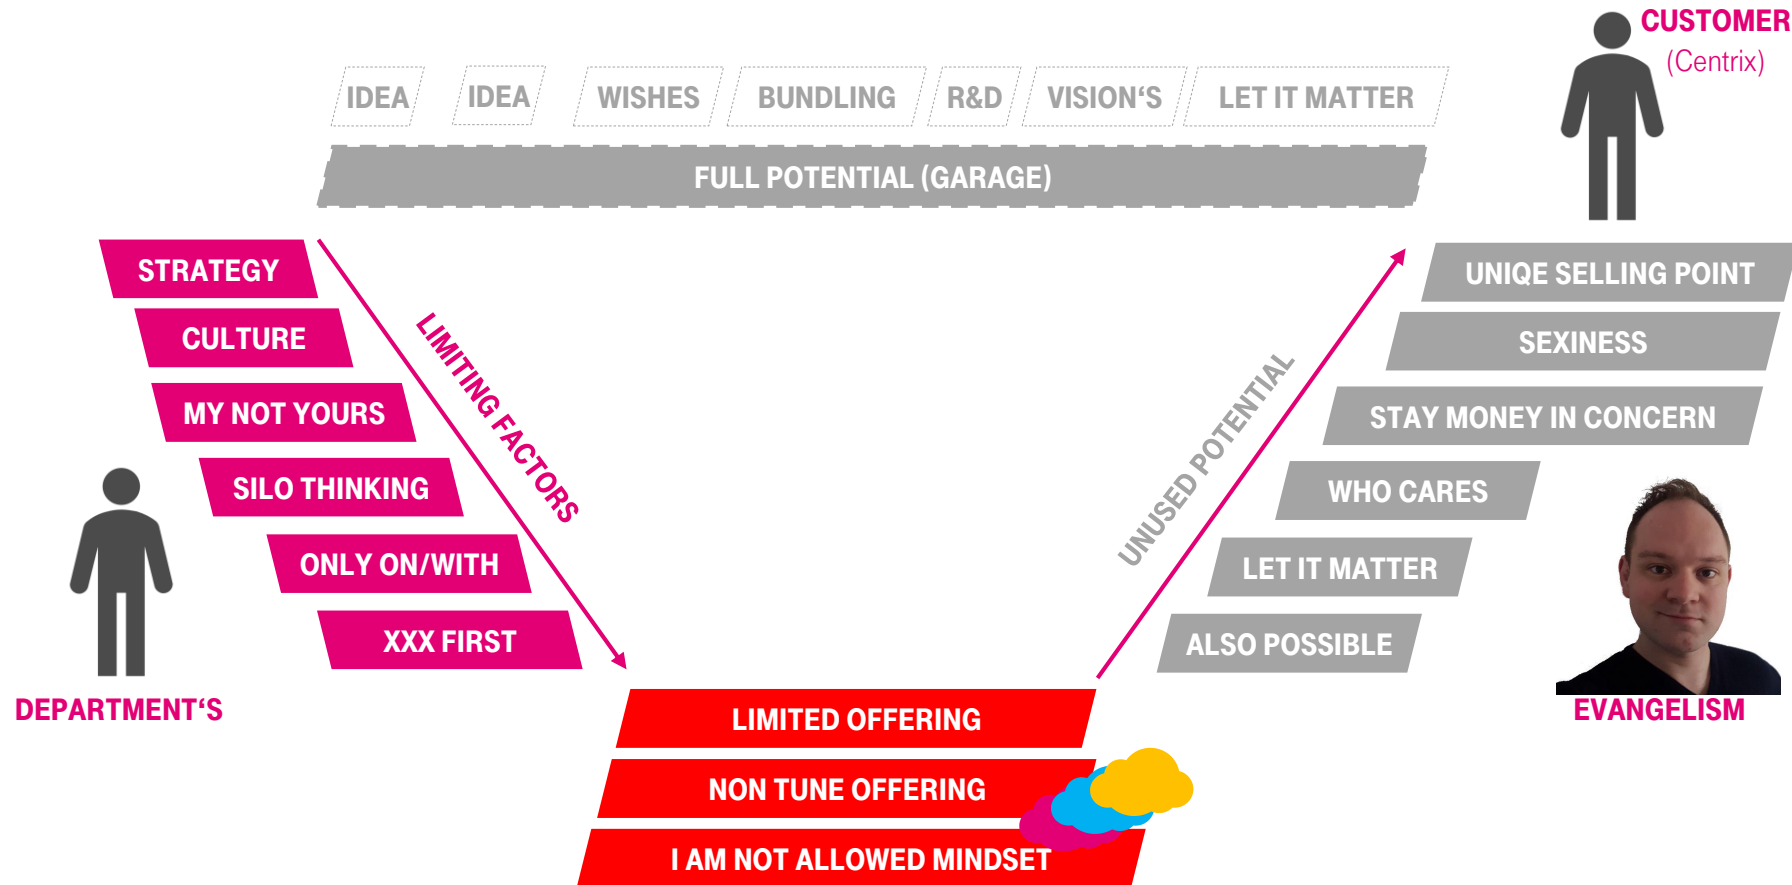 CUSTOMER
(Centrix)
IDEA
IDEA
WISHES
BUNDLING
R&D
VISION‘S
LET IT MATTER
FULL POTENTIAL (GARAGE)
STRATEGY
CULTURE
MY NOT YOURS
SILO THINKING
ONLY ON/WITH
XXX FIRST
LIMITING FACTORS
DEPARTMENT‘S
LIMITED OFFERING
NON TUNE OFFERING
I AM NOT ALLOWED MINDSET
UNUSED POTENTIAL
UNIQE SELLING POINT
SEXINESS
STAY MONEY IN CONCERN
WHO CARES
LET IT MATTER
ALSO POSSIBLE
EVANGELISM